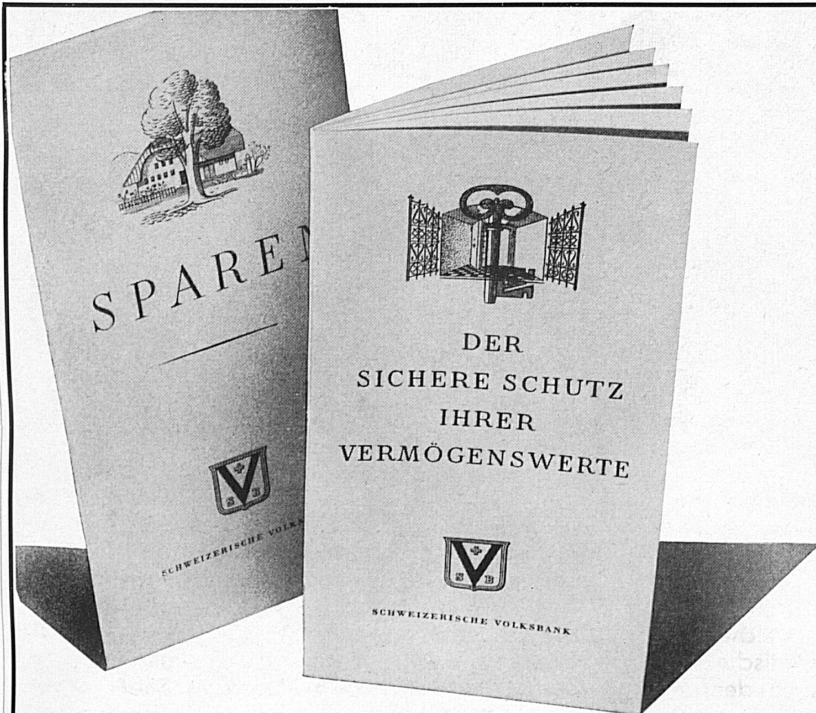 SPAREN
S V B
SCHWEIZERISCHE VOLKS
DER
SICHERE SCHUTZ
IHRER
VERMÖGENSWERTE
S V B
SCHWEIZERISCHE VOLKSBANK